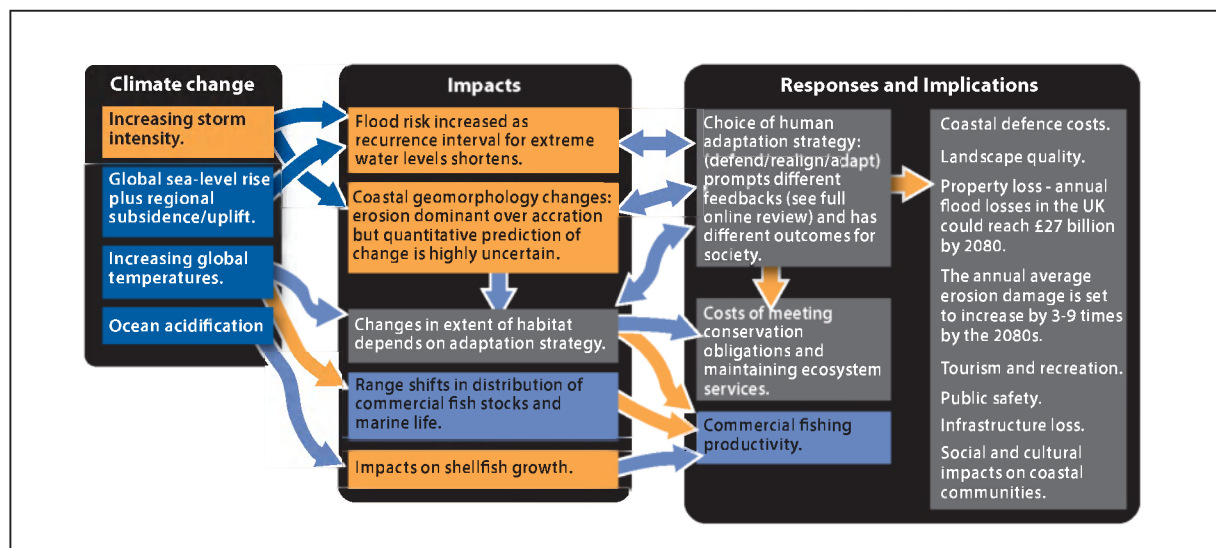 Climate change
Increasing storm
intensity.
Global sea-level rise
plus regional
subsidence/uplift.
Increasing global
temperatures.
Ocean acidification
Impacts
Flood risk increased as
recurrence interval for extreme
water levels shortens.
Coastal geomorphology changes:
erosion dominant over accration
but quantitative prediction of
change is highly uncertain.
Changes in extent of habitat
depends on adaptation strategy.
Range shifts in distribution of
commercial fish stocks and
marine life.
Impacts on shellfish growth.
Responses and Implications
Choice of human
adaptation strategy:
(defend/realign/adapt)
prompts different
feedbacks (see full
online review) and has
different outcomes for
society.
Costs of meeting
conservation
obligations and
maintaining ecosystem
services.
Commercial fishing
productivity.
Coastal defence costs.
Landscape quality.
Property loss - annual
flood losses in the UK
could reach £27 billion
by 2080.
The annual average
erosion damage is set
to increase by 3-9 times
by the 2080s.
Tourism and recreation.
Public safety.
Infrastructure loss.
Social and cultural
impacts on coastal
communities.